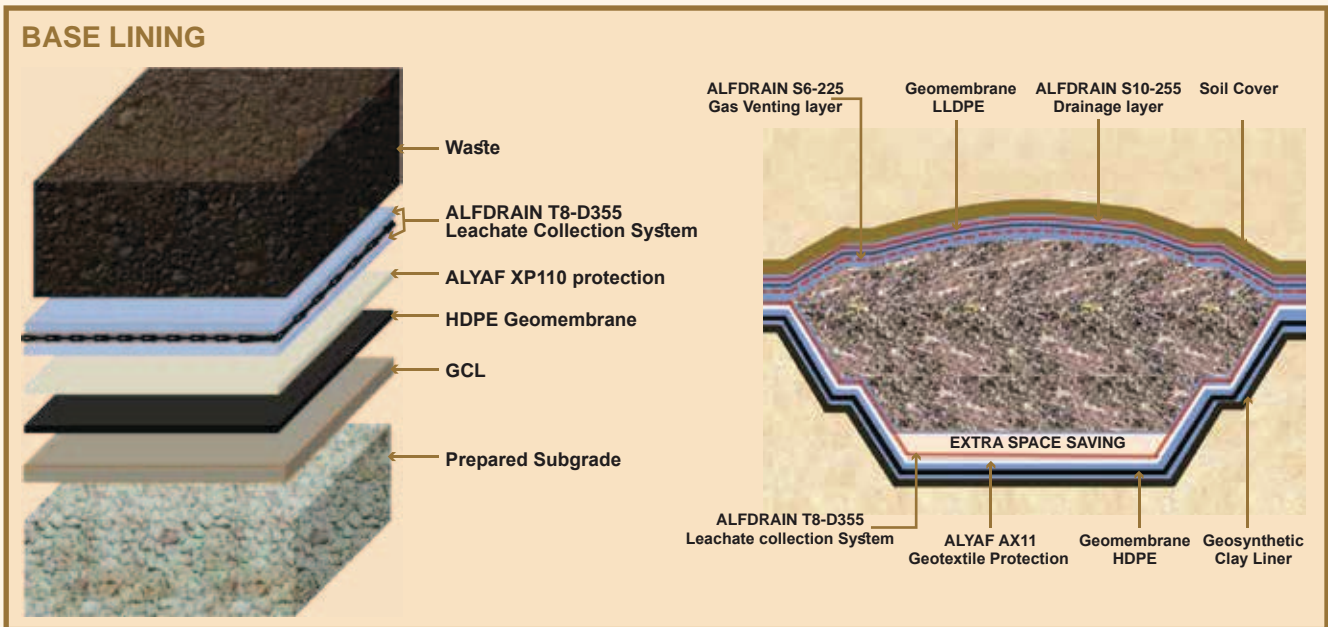 BASE LINING
Waste
ALFDRAIN T8-D355
Leachate Collection System
ALYAF XP110 protection
HDPE Geomembrane
GCL
Prepared Subgrade
ALFDRAIN S6-225
Gas Venting layer
Geomembrane
LLDPE
ALFDRAIN S10-255
Drainage layer
Soil Cover
EXTRA SPACE SAVING
ALFDRAIN T8-D355
Leachate collection System
ALYAF AX11
Geotextile Protection
Geomembrane
HDPE
Geosynthetic
Clay Liner